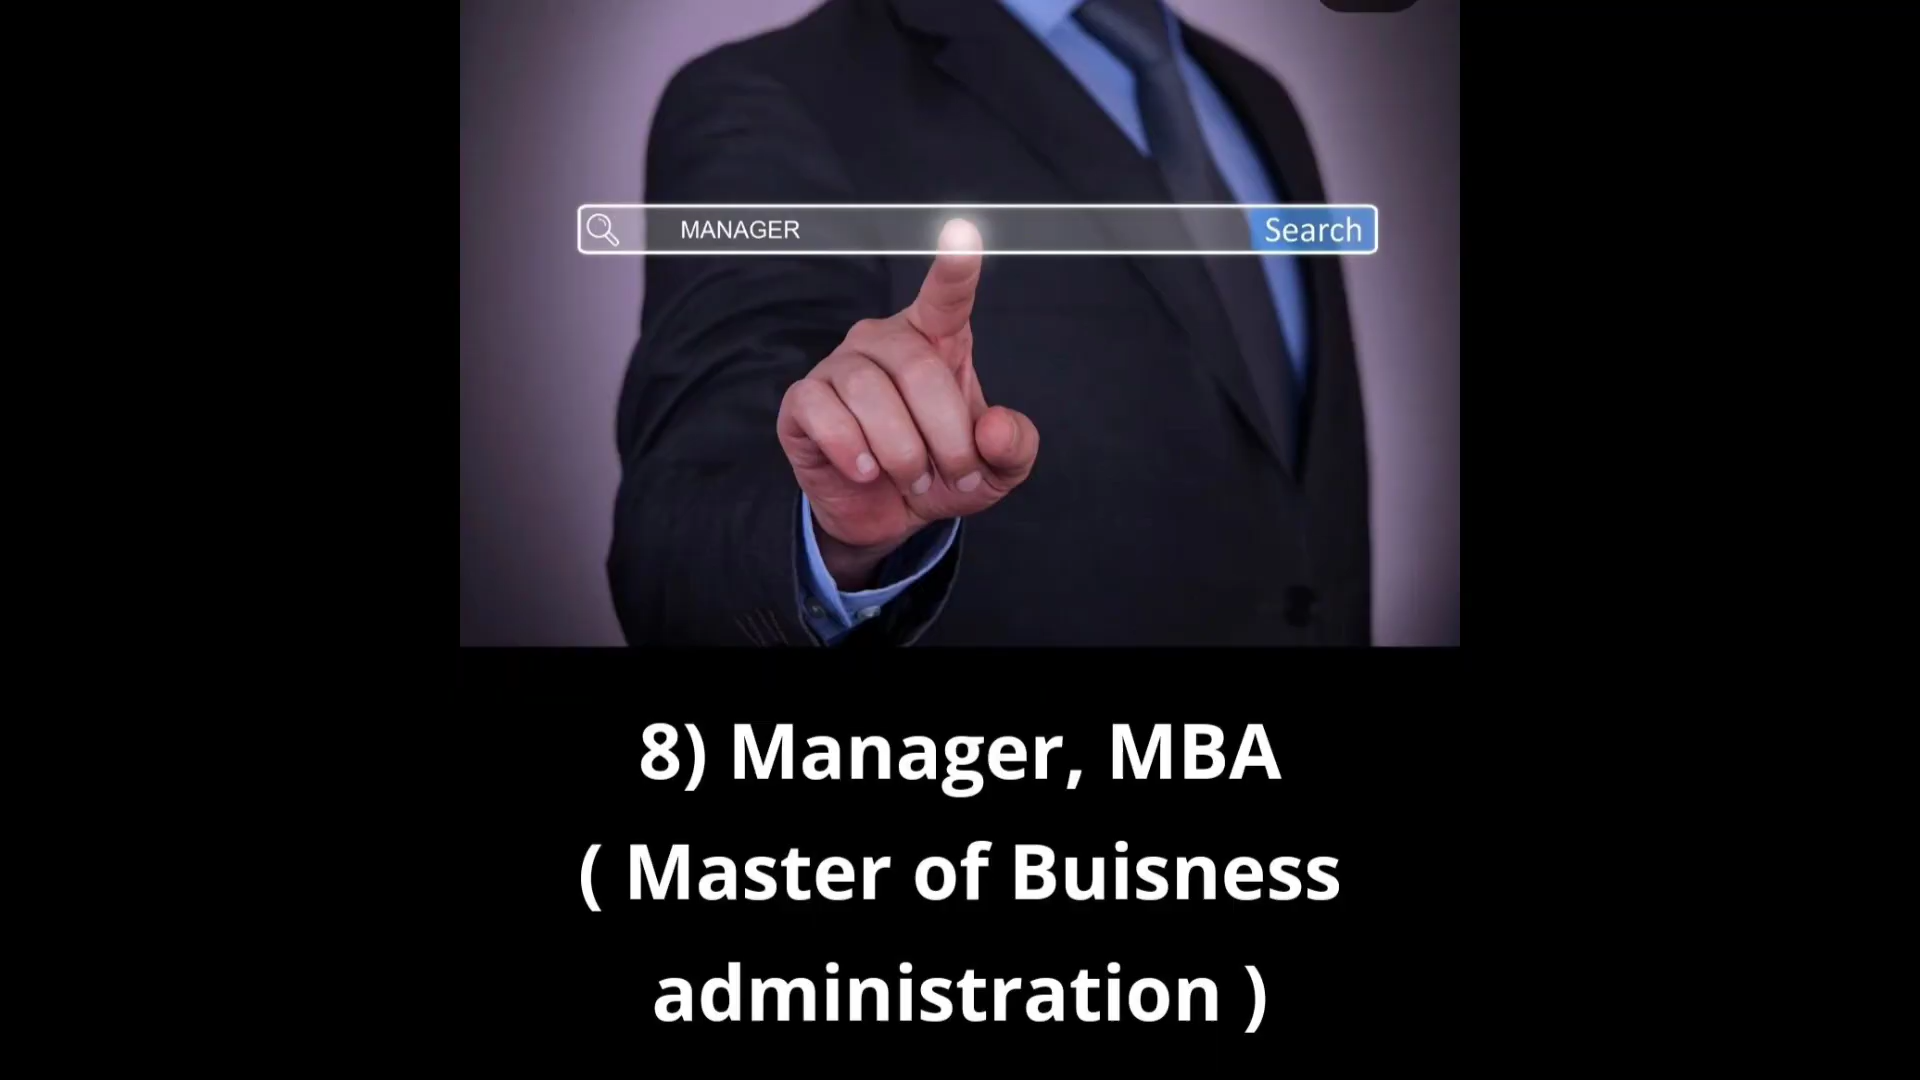 MANAGER Search
8) Manager, MBA
( Master of Buisness
administration )